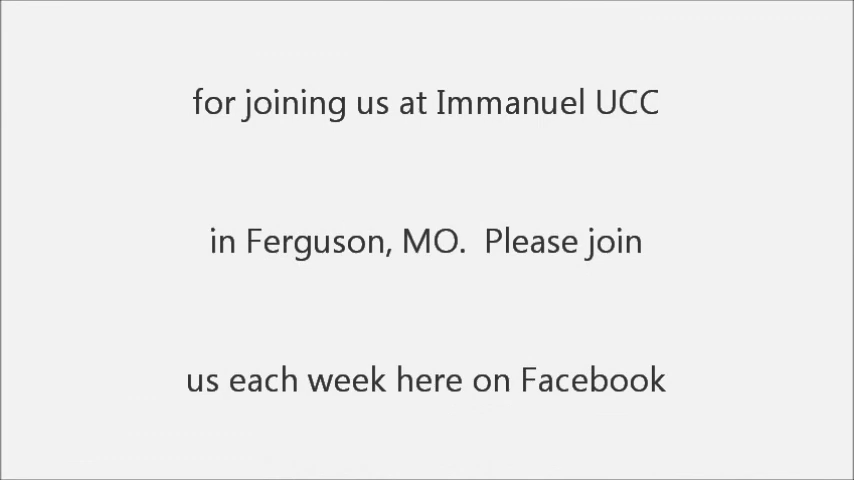 for joining us at Immanuel UCC
in Ferguson, MO.  Please join
us each week here on Facebook